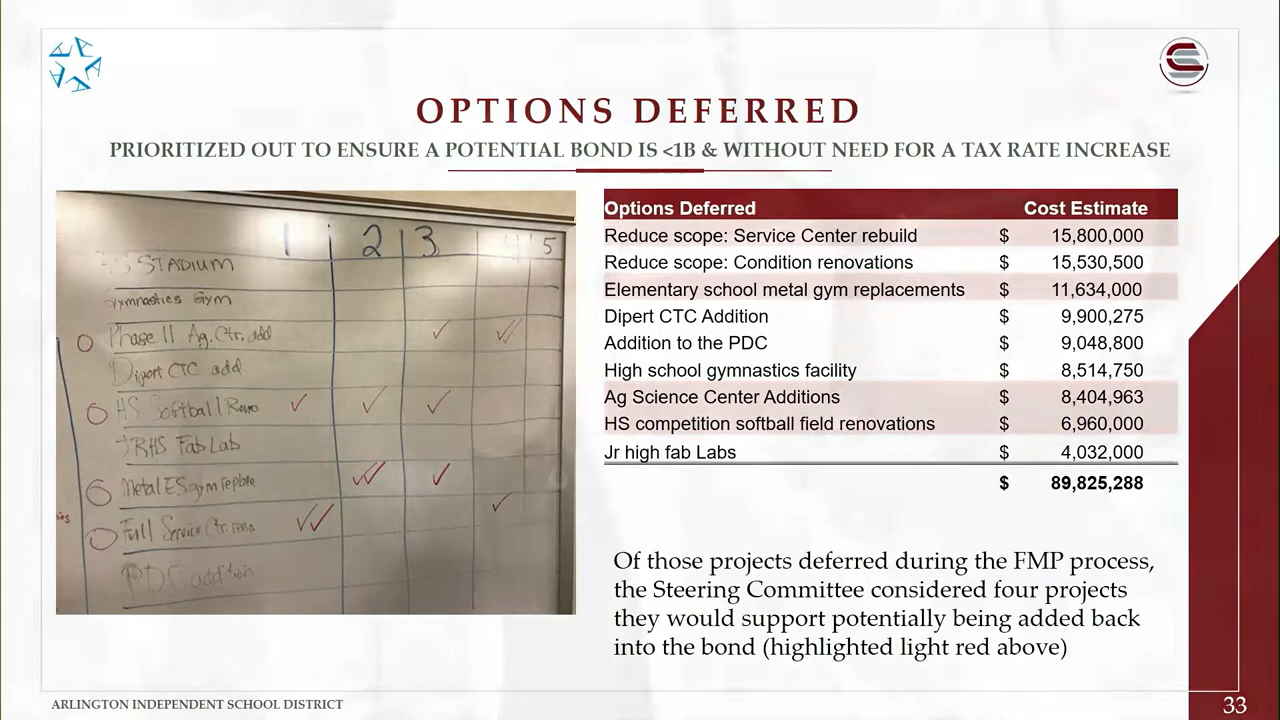 OPTIONS DEFERRED
PRIORITIZED OUT TO ENSURE A POTENTIAL BOND IS <1B & WITHOUT NEED FOR A TAX RATE INCREASE
1 2 3 4 5
STADIUM
Gymnastics Gym
Phase II Ag. Ctr. add
Dipert CTC add
HS Softball Reno
JRHS Fab Lab
Metal ES gym replace
Full Service Ctr. reno
PDC addition
Options Deferred Cost Estimate
Reduce scope: Service Center rebuild $ 15,800,000
Reduce scope: Condition renovations $ 15,530,500
Elementary school metal gym replacements $ 11,634,000
Dipert CTC Addition $ 9,900,275
Addition to the PDC $ 9,048,800
High school gymnastics facility $ 8,514,750
Ag Science Center Additions $ 8,404,963
HS competition softball field renovations $ 6,960,000
Jr high fab Labs $ 4,032,000
$ 89,825,288
Of those projects deferred during the FMP process,
the Steering Committee considered four projects
they would support potentially being added back
into the bond (highlighted light red above)
ARLINGTON INDEPENDENT SCHOOL DISTRICT
33